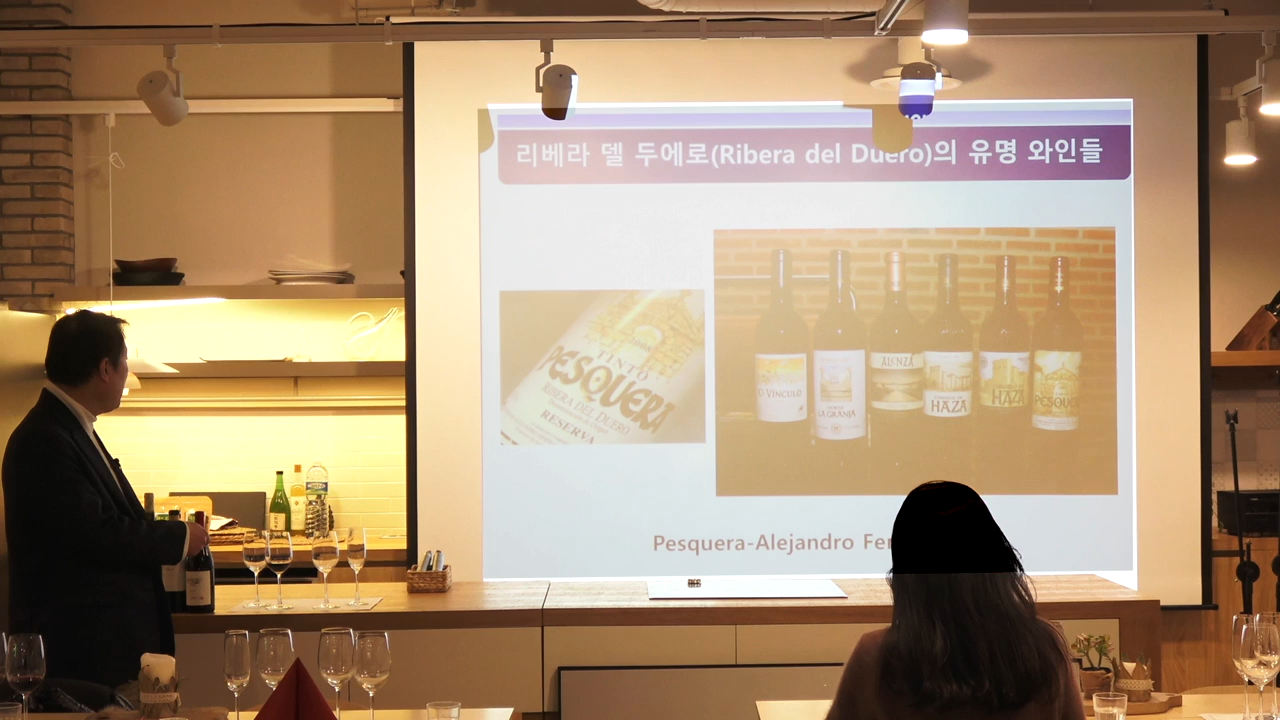 리베라 델 두에로(Ribera del Duero)의 유명 와인들
TINTO
PESQUERA
RIBERA DEL DUERO
RESERVA
EL VINCULO
LA GRANJA
ALENZA
HAZA
HAZA
PESQUERA
Pesquera-Alejandro